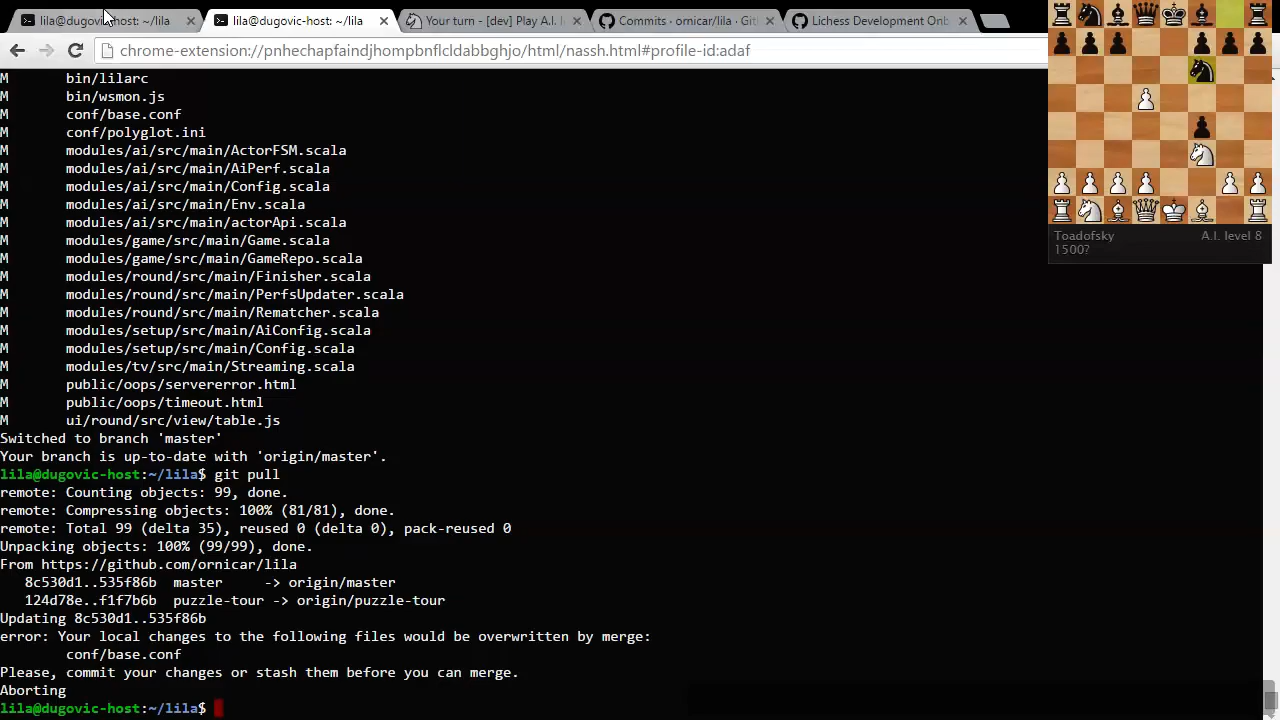 lila@dugovic-host: ~/lila
lila@dugovic-host: ~/lila
Your turn - [dev] Play A.I. l
Commits · ornicar/lila · Git
Lichess Development Onb
chrome-extension://pnhechapfaindjhompbnflcldabbghjo/html/nassh.html#profile-id:adaf
M bin/lilarc
M bin/wsmon.js
M conf/base.conf
M conf/polyglot.ini
M modules/ai/src/main/ActorFSM.scala
M modules/ai/src/main/AiPerf.scala
M modules/ai/src/main/Config.scala
M modules/ai/src/main/Env.scala
M modules/ai/src/main/actorApi.scala
M modules/game/src/main/Game.scala
M modules/game/src/main/GameRepo.scala
M modules/round/src/main/Finisher.scala
M modules/round/src/main/PerfsUpdater.scala
M modules/round/src/main/Rematcher.scala
M modules/setup/src/main/AiConfig.scala
M modules/setup/src/main/Config.scala
M modules/tv/src/main/Streaming.scala
M public/oops/servererror.html
M public/oops/timeout.html
M ui/round/src/view/table.js
Switched to branch 'master'
Your branch is up-to-date with 'origin/master'.
lila@dugovic-host:~/lila$ git pull
remote: Counting objects: 99, done.
remote: Compressing objects: 100% (81/81), done.
remote: Total 99 (delta 35), reused 0 (delta 0), pack-reused 0
Unpacking objects: 100% (99/99), done.
From https://github.com/ornicar/lila
8c530d1..535f86b master -> origin/master
124d78e..f1f7b6b puzzle-tour -> origin/puzzle-tour
Updating 8c530d1..535f86b
error: Your local changes to the following files would be overwritten by merge:
conf/base.conf
Please, commit your changes or stash them before you can merge.
Aborting
lila@dugovic-host:~/lila$
Toadofsky A.I. level 8
1500?